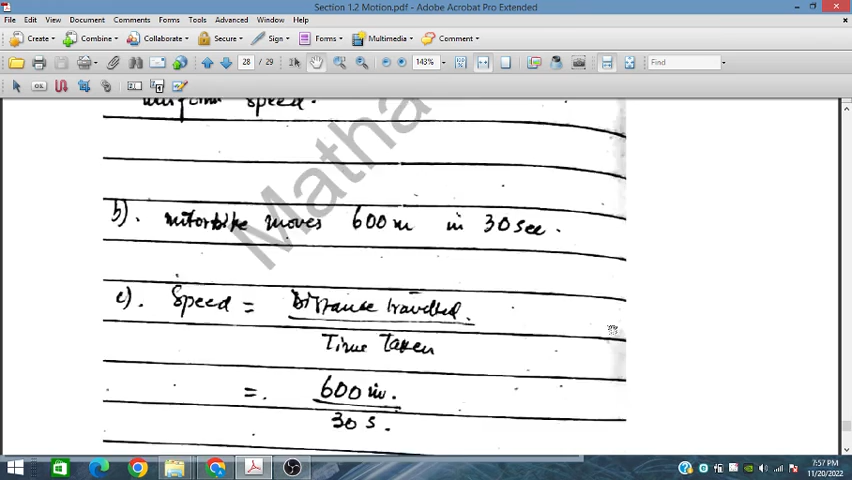 Section 1.2 Motion.pdf - Adobe Acrobat Pro Extended
File Edit View Document Comments Forms Tools Advanced Window Help
Create Combine Collaborate Secure Sign Forms Multimedia Comment
28 / 29 143% Find
uniform speed.
Matha
b). motorbike moves 600 m in 30 sec.
c). Speed = Distance travelled.
Time Taken
= 600 m.
30 s.
7:57 PM
11/20/2022